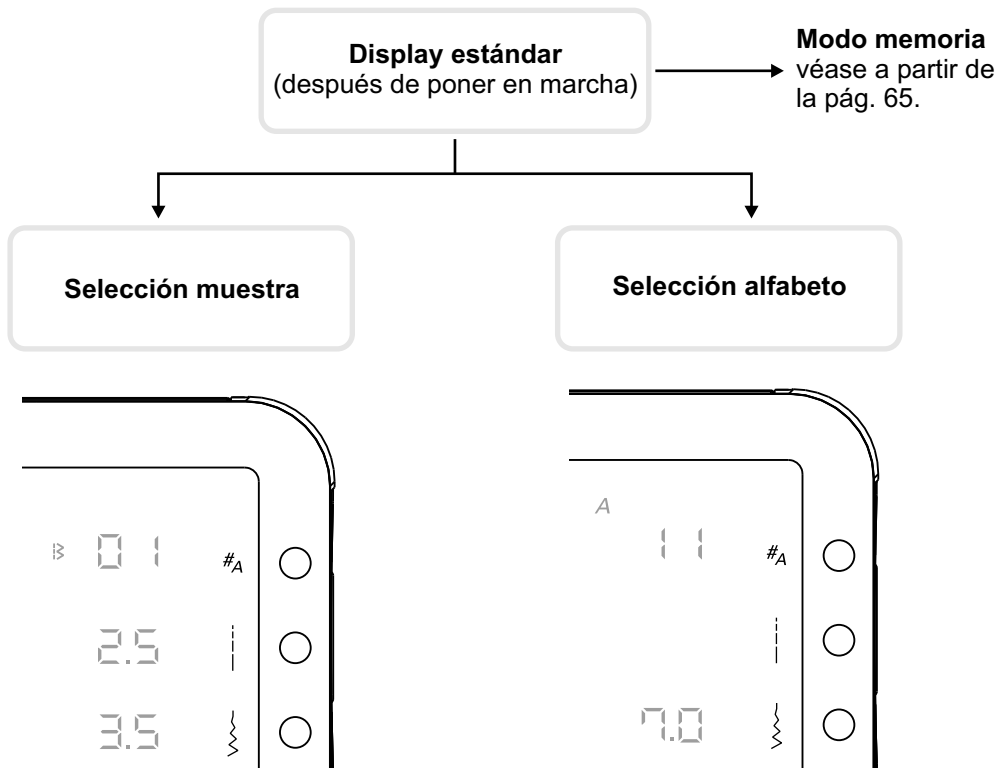 Display estándar
(después de poner en marcha)
Modo memoria
véase a partir de
la pág. 65.
Selección muestra
Selección alfabeto
01
#A
2.5
3.5
A
11
#A
7.0